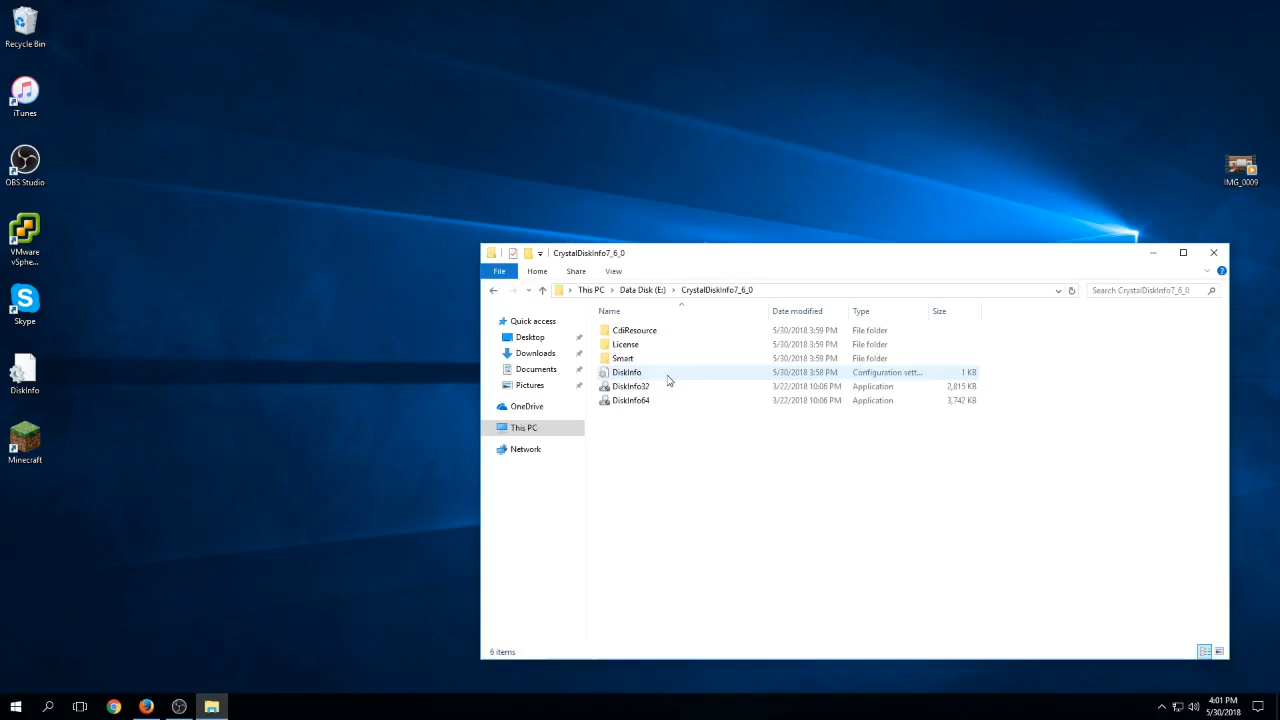 Recycle Bin
iTunes
OBS Studio
VMware
vSphe...
Skype
DiskInfo
Minecraft
IMG_0009
CrystalDiskInfo7_6_0
File Home Share View
This PC Data Disk (E:) CrystalDiskInfo7_6_0 Search CrystalDiskInfo7_6_0
Quick access
Desktop
Downloads
Documents
Pictures
OneDrive
This PC
Network
Name Date modified Type Size
CdiResource 5/30/2018 3:59 PM File folder
License 5/30/2018 3:59 PM File folder
Smart 5/30/2018 3:59 PM File folder
DiskInfo 5/30/2018 3:58 PM Configuration sett... 1 KB
DiskInfo32 3/22/2018 10:06 PM Application 2,815 KB
DiskInfo64 3/22/2018 10:06 PM Application 3,742 KB
6 items
4:01 PM
5/30/2018